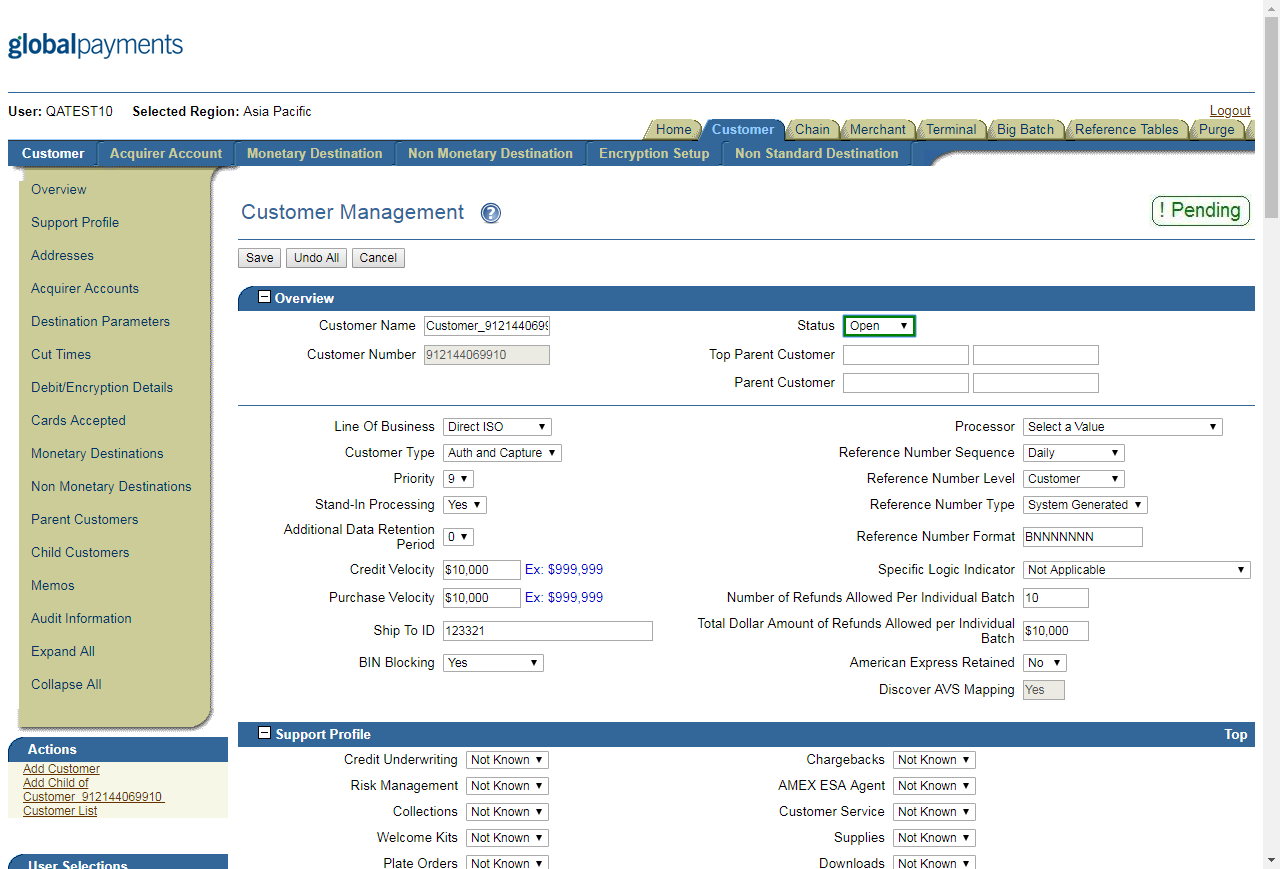 globalpayments
User: QATEST10 Selected Region: Asia Pacific
Logout
Home Customer Chain Merchant Terminal Big Batch Reference Tables Purge
Customer Acquirer Account Monetary Destination Non Monetary Destination Encryption Setup Non Standard Destination
Overview
Support Profile
Addresses
Acquirer Accounts
Destination Parameters
Cut Times
Debit/Encryption Details
Cards Accepted
Monetary Destinations
Non Monetary Destinations
Parent Customers
Child Customers
Memos
Audit Information
Expand All
Collapse All
Actions
Add Customer
Add Child of
Customer_912144069910
Customer List
User Selections
Customer Management ?
! Pending
Save Undo All Cancel
Overview
Customer Name Customer_9121440699 Status Open
Customer Number 912144069910 Top Parent Customer
Parent Customer
Line Of Business Direct ISO Processor Select a Value
Customer Type Auth and Capture Reference Number Sequence Daily
Priority 9 Reference Number Level Customer
Stand-In Processing Yes Reference Number Type System Generated
Additional Data Retention
Period 0 Reference Number Format BNNNNNNN
Credit Velocity $10,000 Ex: $999,999 Specific Logic Indicator Not Applicable
Purchase Velocity $10,000 Ex: $999,999 Number of Refunds Allowed Per Individual Batch 10
Ship To ID 123321 Total Dollar Amount of Refunds Allowed per Individual
Batch $10,000
BIN Blocking Yes American Express Retained No
Discover AVS Mapping Yes
Support Profile Top
Credit Underwriting Not Known Chargebacks Not Known
Risk Management Not Known AMEX ESA Agent Not Known
Collections Not Known Customer Service Not Known
Welcome Kits Not Known Supplies Not Known
Plate Orders Not Known Downloads Not Known